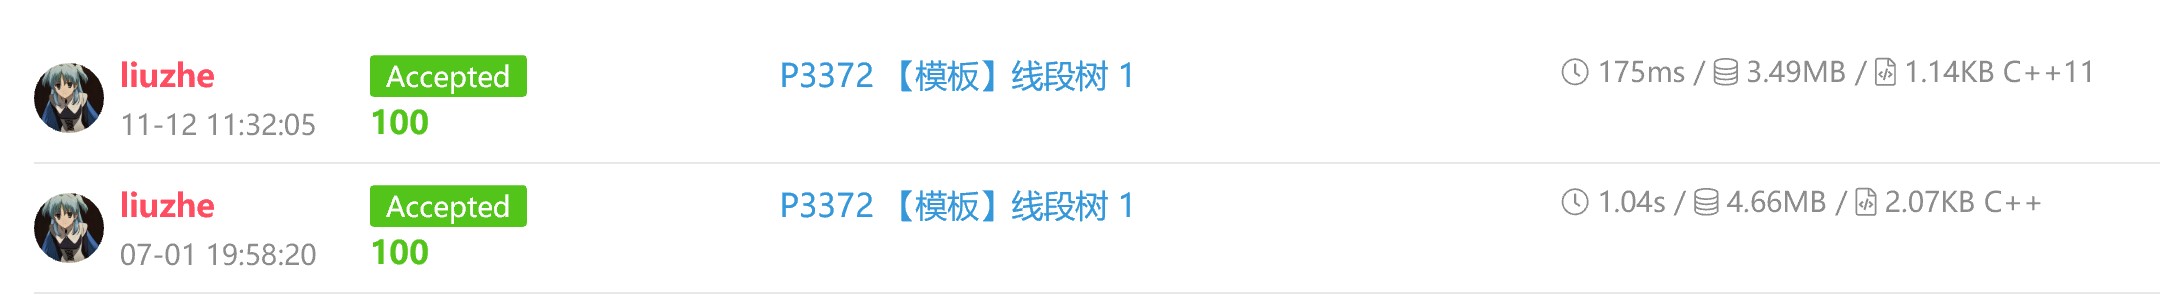 liuzhe Accepted P3372 【模板】线段树 1 175ms / 3.49MB / 1.14KB C++11
11-12 11:32:05 100
liuzhe Accepted P3372 【模板】线段树 1 1.04s / 4.66MB / 2.07KB C++
07-01 19:58:20 100